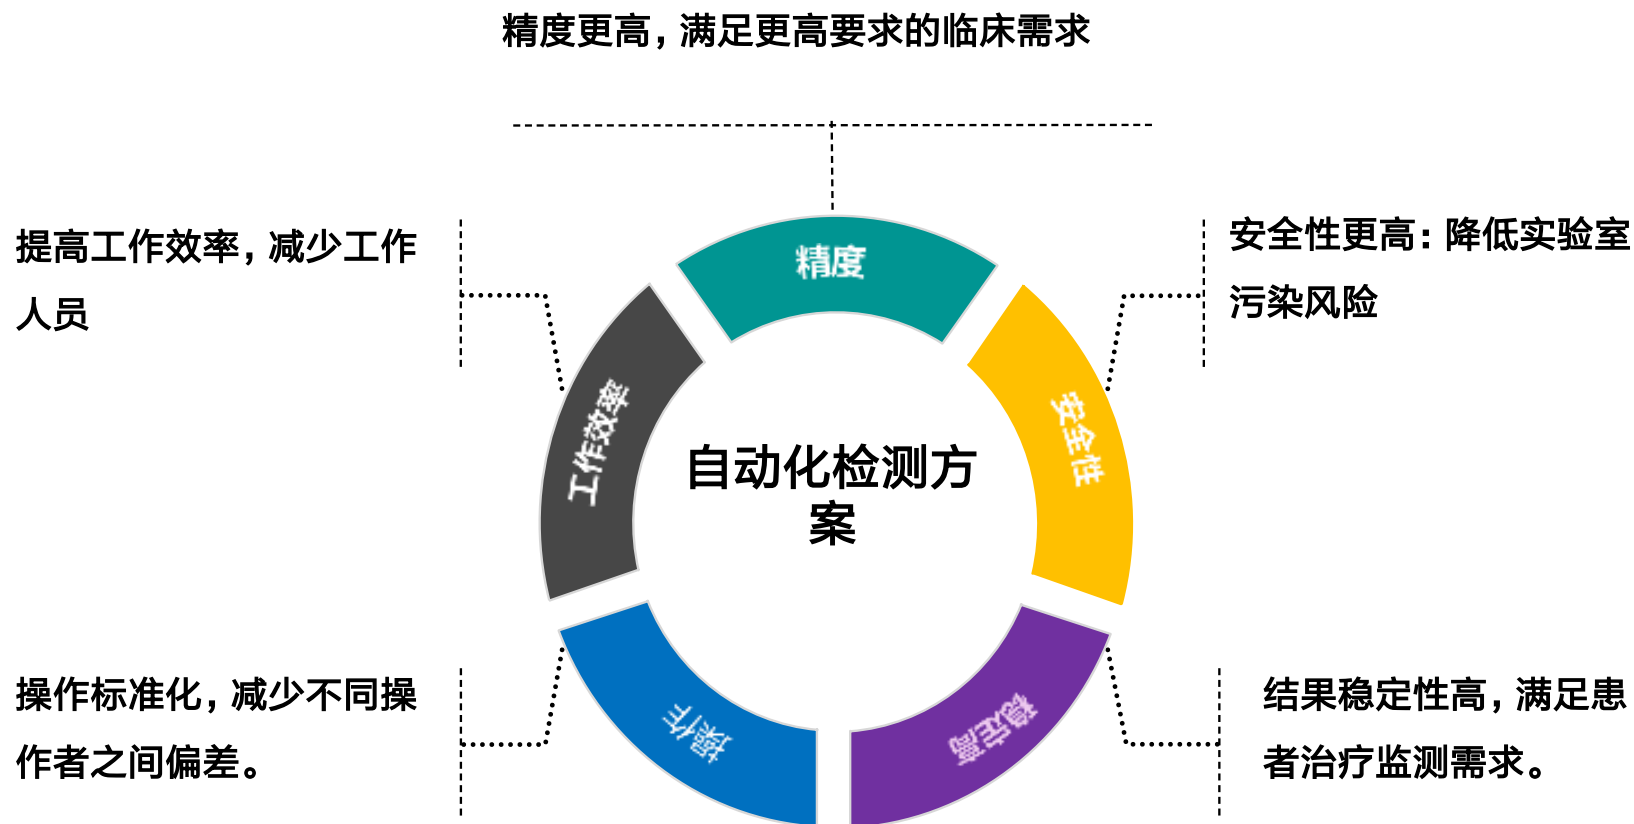 精度更高，满足更高要求的临床需求
提高工作效率，减少工作
人员
安全性更高：降低实验室
污染风险
精度
工作效率
安全性
自动化检测方
案
操作
稳定高
操作标准化，减少不同操
作者之间偏差。
结果稳定性高，满足患
者治疗监测需求。